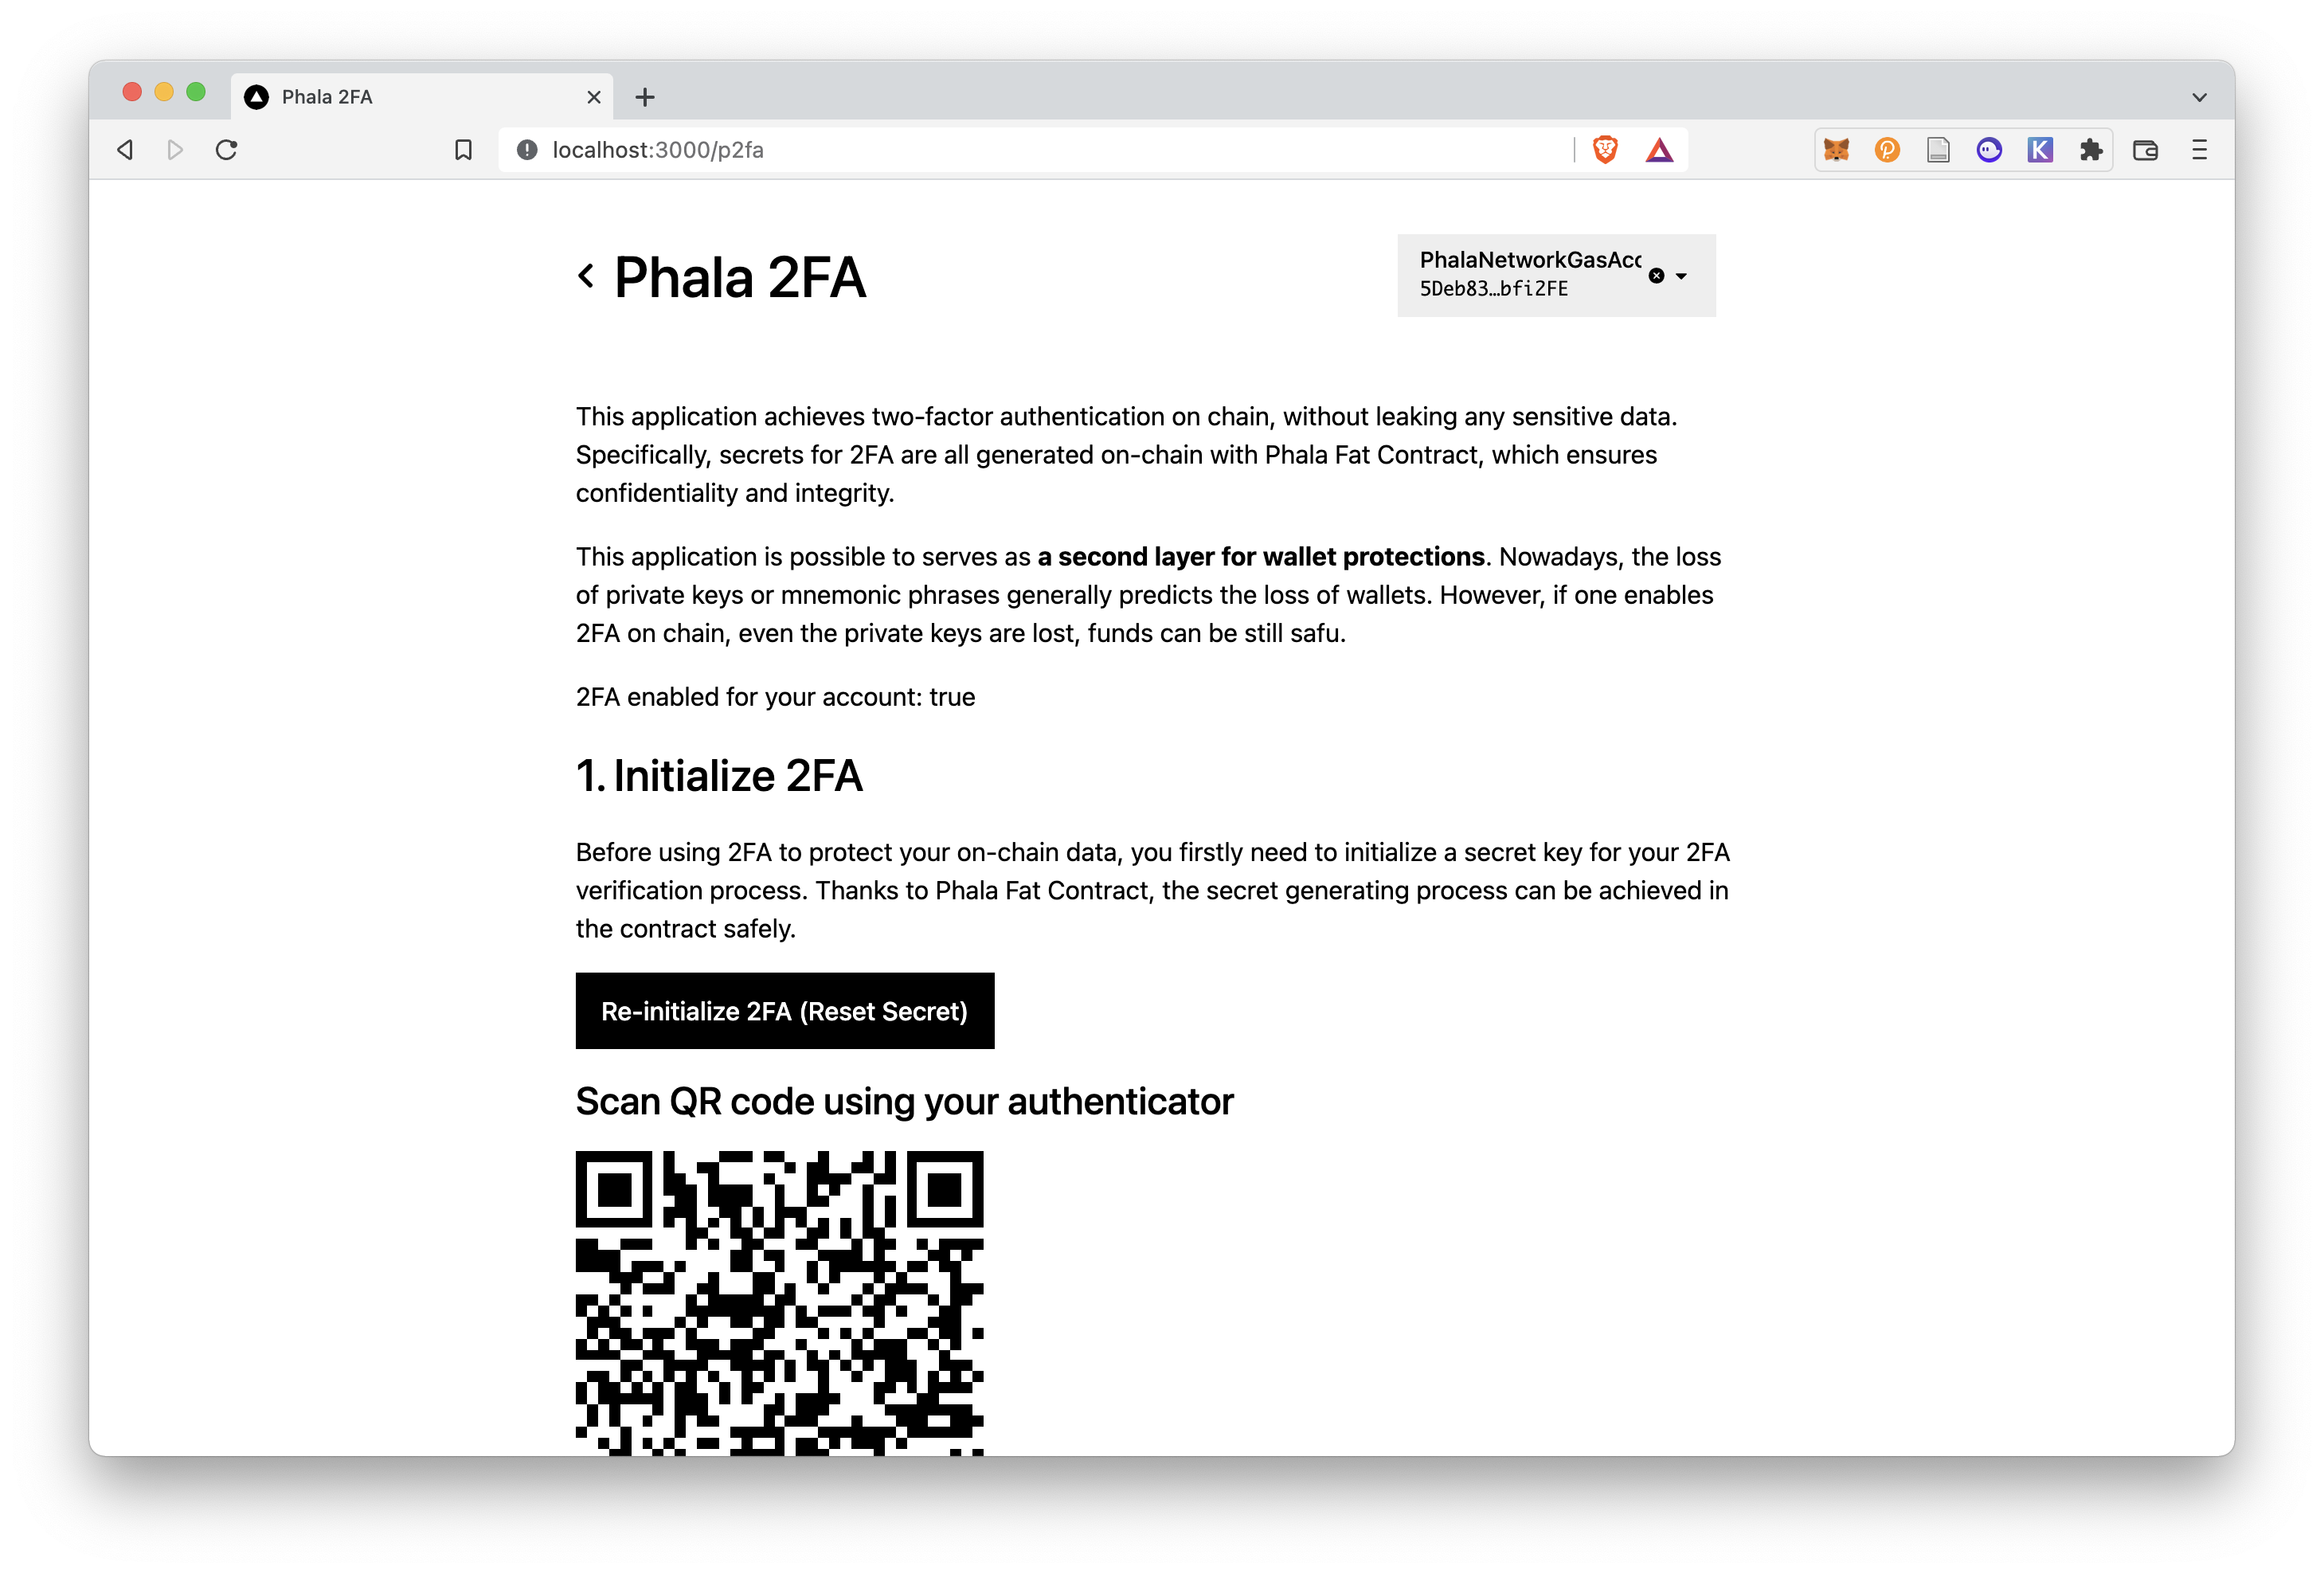 Phala 2FA
localhost:3000/p2fa
Phala 2FA
PhalaNetworkGasAcc
5Deb83…bfi2FE
This application achieves two-factor authentication on chain, without leaking any sensitive data.
Specifically, secrets for 2FA are all generated on-chain with Phala Fat Contract, which ensures
confidentiality and integrity.
This application is possible to serves as a second layer for wallet protections. Nowadays, the loss
of private keys or mnemonic phrases generally predicts the loss of wallets. However, if one enables
2FA on chain, even the private keys are lost, funds can be still safu.
2FA enabled for your account: true
1. Initialize 2FA
Before using 2FA to protect your on-chain data, you firstly need to initialize a secret key for your 2FA
verification process. Thanks to Phala Fat Contract, the secret generating process can be achieved in
the contract safely.
Re-initialize 2FA (Reset Secret)
Scan QR code using your authenticator